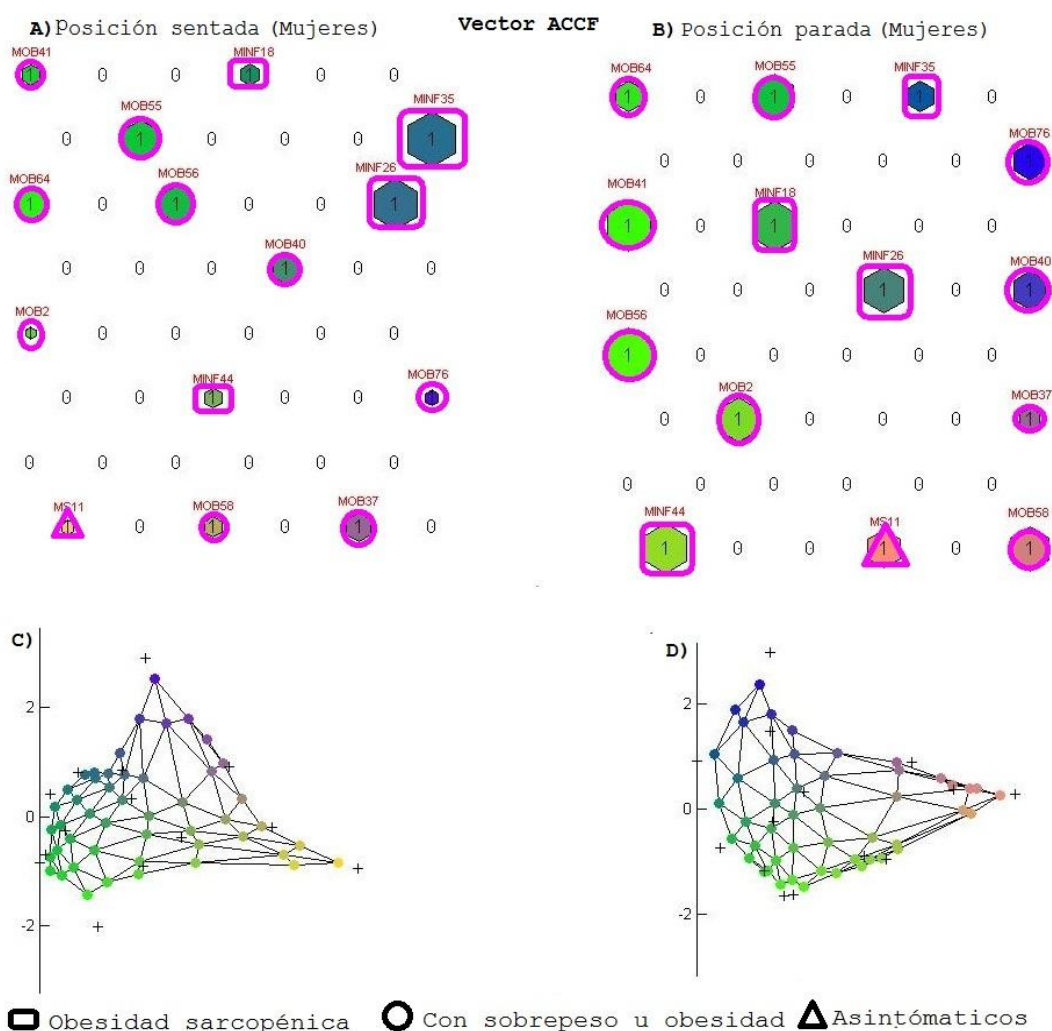 Vector ACCF
A) Posición sentada (Mujeres)
MOB41 MINF18
1 0 0 1 0 0
MOB55 MINF35
0 1 0 0 0 1
MOB64 MOB56 MINF26
1 0 1 0 0 1
MOB40
0 0 0 1 0 0
MOB2
1 0 0 0 0 0
MINF44 MOB76
0 0 1 0 0 1
0 0 0 0 0 0
MS11 MOB58 MOB37
1 0 1 0 1 0
B) Posición parada (Mujeres)
MOB64 MOB55 MINF35
1 0 1 0 1 0
MOB76
0 0 0 0 0 1
MOB41 MINF18
1 0 1 0 0 0
MINF26 MOB40
0 0 0 1 0 1
MOB56
1 0 0 0 0 0
MOB2 MOB37
0 1 0 0 0 1
0 0 0 0 0 0
MINF44 MS11 MOB58
1 0 0 1 0 1
C)
2
0
-2
D)
2
0
-2
Obesidad sarcopénica
Con sobrepeso u obesidad
Asintómaticos